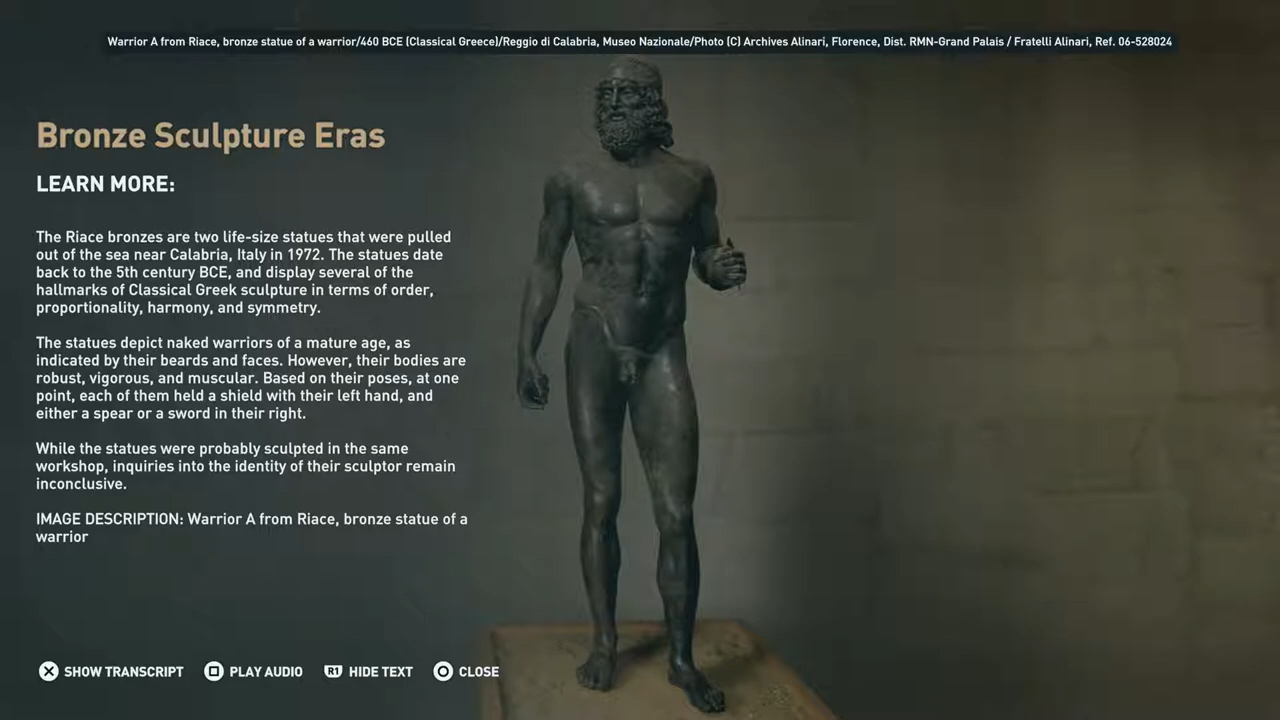 Warrior A from Riace, bronze statue of a warrior/460 BCE (Classical Greece)/Reggio di Calabria, Museo Nazionale/Photo (C) Archives Alinari, Florence, Dist. RMN-Grand Palais / Fratelli Alinari, Ref. 06-528024
Bronze Sculpture Eras
LEARN MORE:
The Riace bronzes are two life-size statues that were pulled
out of the sea near Calabria, Italy in 1972. The statues date
back to the 5th century BCE, and display several of the
hallmarks of Classical Greek sculpture in terms of order,
proportionality, harmony, and symmetry.
The statues depict naked warriors of a mature age, as
indicated by their beards and faces. However, their bodies are
robust, vigorous, and muscular. Based on their poses, at one
point, each of them held a shield with their left hand, and
either a spear or a sword in their right.
While the statues were probably sculpted in the same
workshop, inquiries into the identity of their sculptor remain
inconclusive.
IMAGE DESCRIPTION: Warrior A from Riace, bronze statue of a
warrior
SHOW TRANSCRIPT PLAY AUDIO R1 HIDE TEXT CLOSE